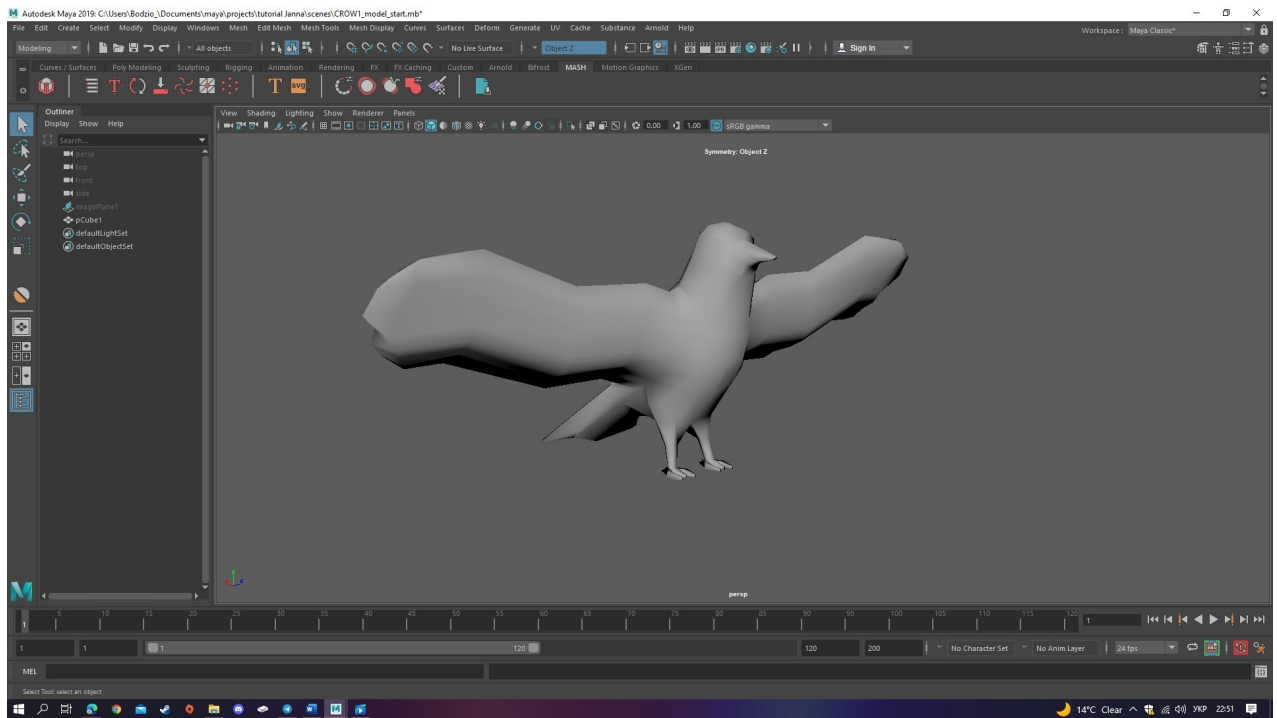 Autodesk Maya 2019: C:\Users\Bodzio_\Documents\maya\projects\tutorial Janna\scenes\CROW1_model_start.mb*
File Edit Create Select Modify Display Windows Mesh Edit Mesh Mesh Tools Mesh Display Curves Surfaces Deform Generate UV Cache Substance Arnold Help Workspace: Maya Classic*
Modeling All objects No Live Surface Object Z Sign In
Curves / Surfaces Poly Modeling Sculpting Rigging Animation Rendering FX FX Caching Custom Arnold Bifrost MASH Motion Graphics XGen
T T svg
Outliner
Display Show Help
Search...
persp
top
front
side
imagePlane1
pCube1
defaultLightSet
defaultObjectSet
View Shading Lighting Show Renderer Panels
0.00 1.00 sRGB gamma
Symmetry: Object Z
persp
5 10 15 20 25 30 35 40 45 50 55 60 65 70 75 80 85 90 95 100 105 110 115 120
1 1
1 1 1 120 120 200 No Character Set No Anim Layer 24 fps
MEL
Select Tool: select an object
14°C Clear УКР 22:51